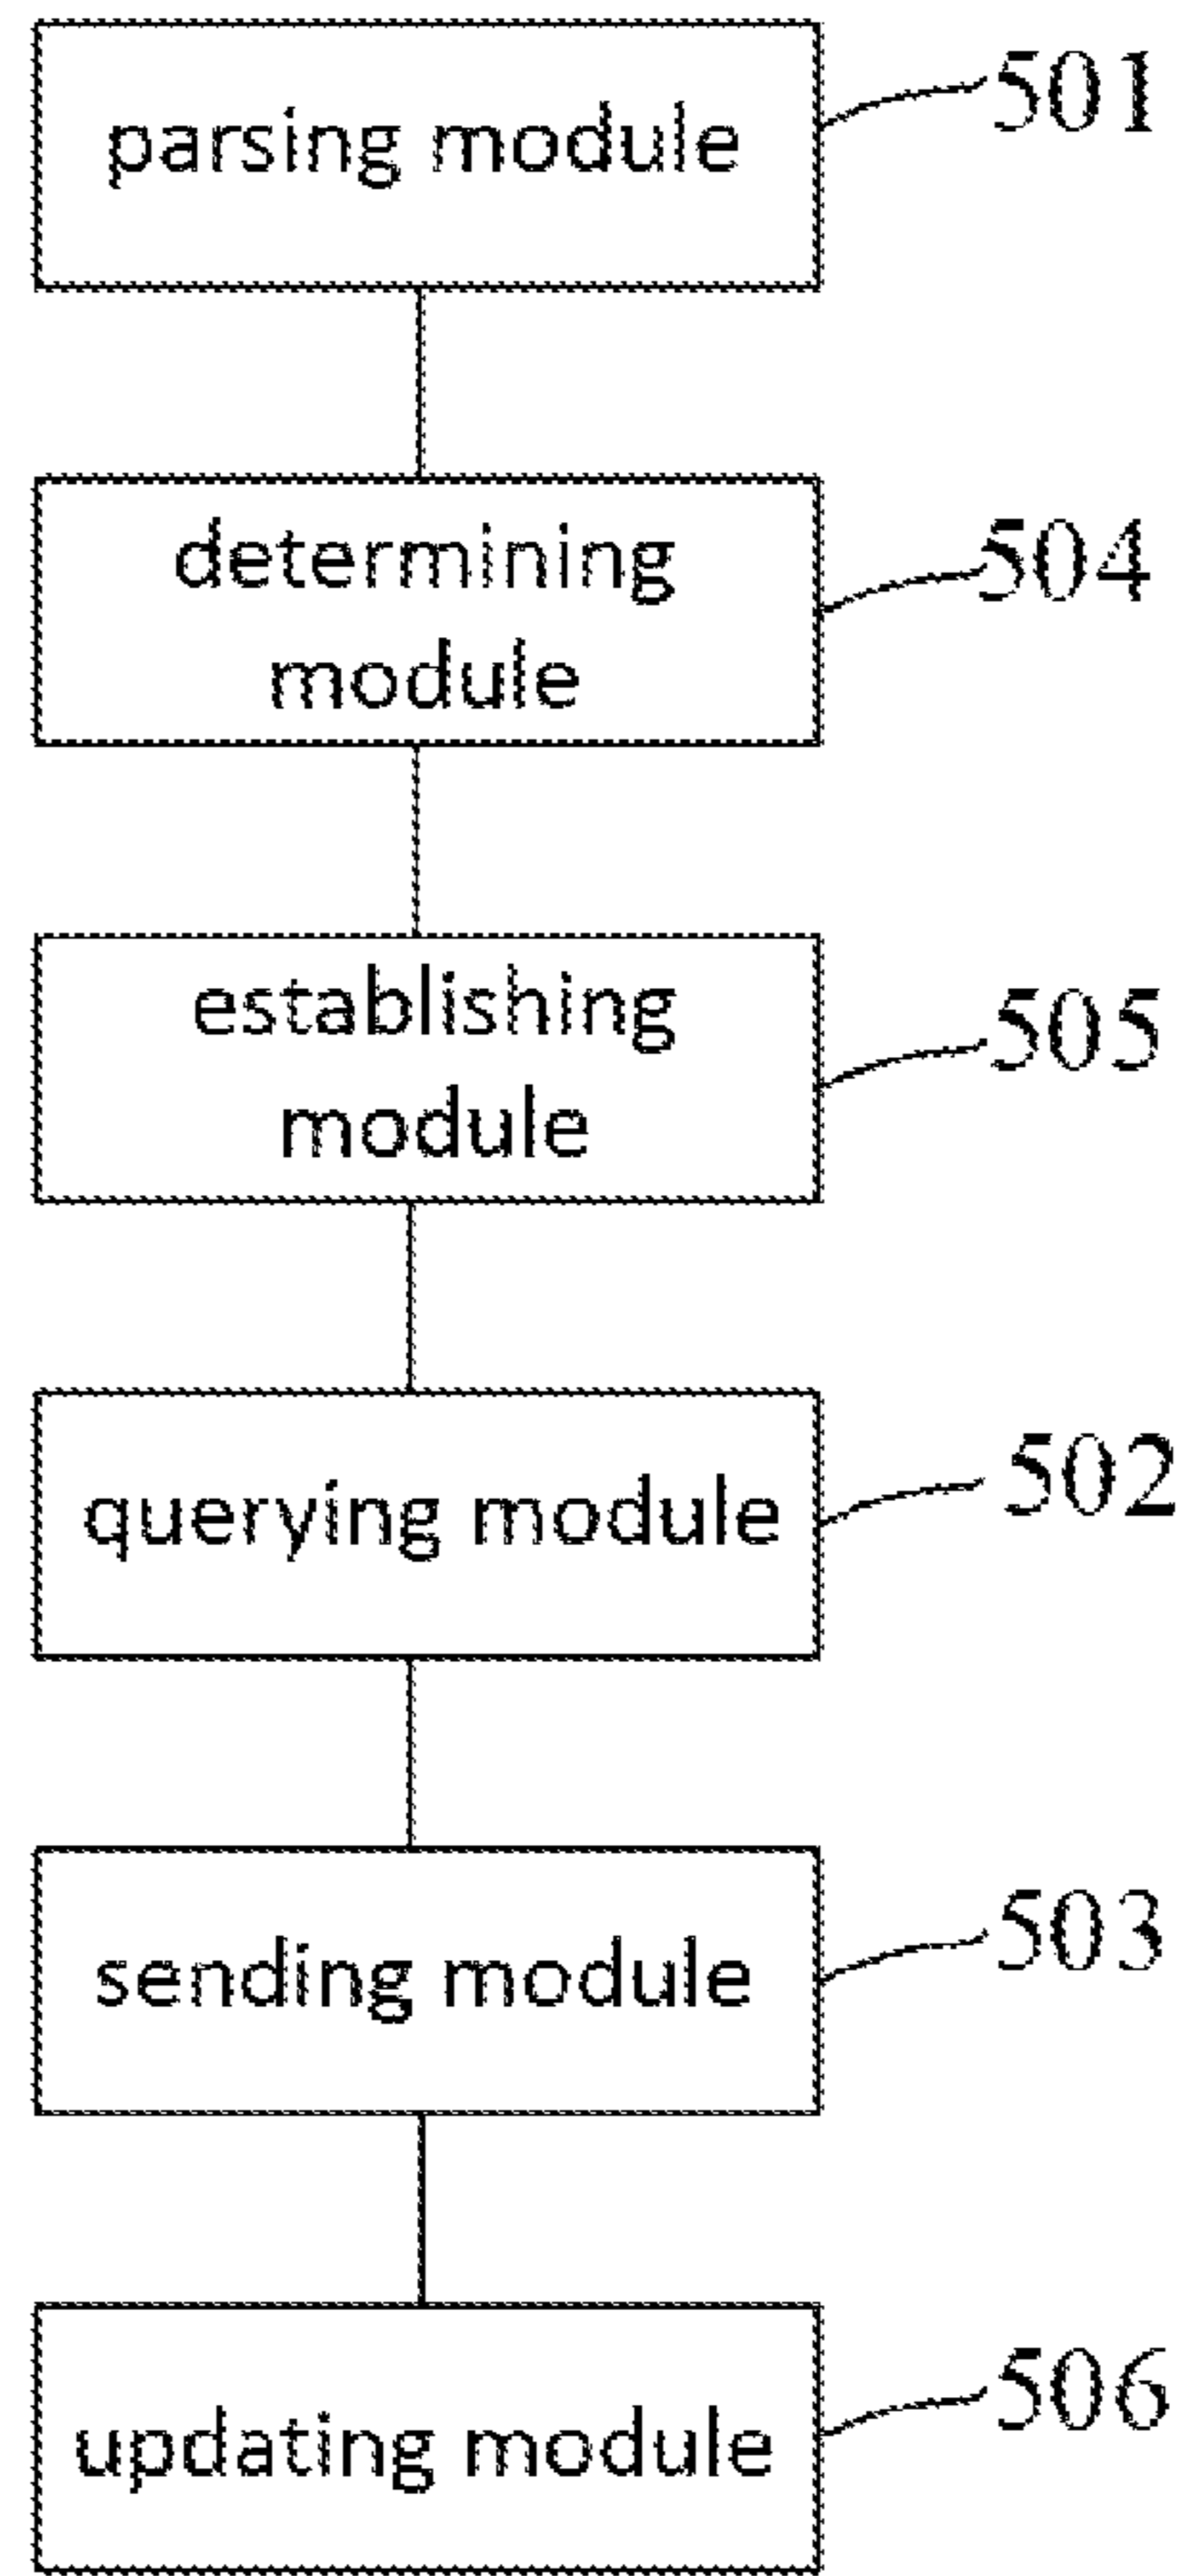 parsing module
501
determining
module
504
establishing
module
505
querying module
502
sending module
503
updating module
506